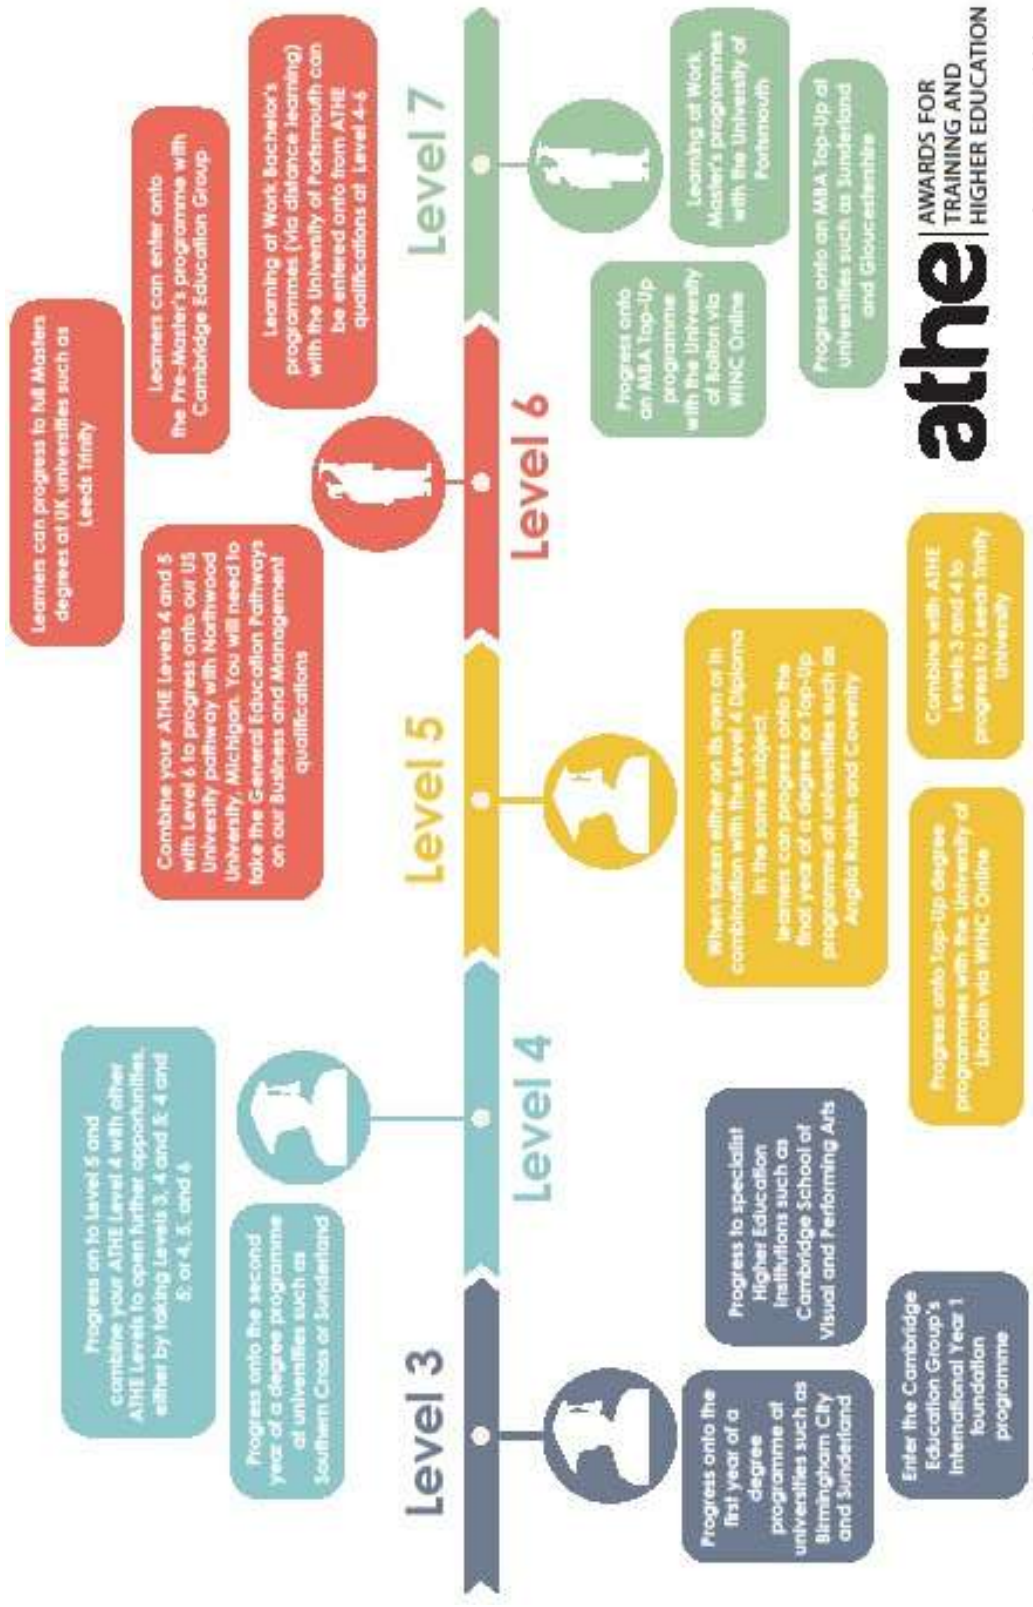 Progress on to Level 5 and
combine your ATHE Level 4 with other
ATHE Levels to open further opportunities,
either by taking Levels 3, 4 and 5; 4 and
5; or 4, 5, and 6
Progress onto the second
year of a degree programme
at universities such as
Southern Cross or Sunderland
Learners can progress to full Masters
degrees at UK universities such as
Leeds Trinity
Combine your ATHE Levels 4 and 5
with Level 6 to progress onto our US
University pathway with Northwood
University, Michigan. You will need to
take the General Education Pathways
on our Business and Management
qualifications
Learners can enter onto
the Pre-Master's programme with
Cambridge Education Group
Learning at Work Bachelor's
programmes (via distance learning)
with the University of Portsmouth can
be entered onto from ATHE
qualifications at Level 4-6
Level 3
Level 4
Level 5
Level 6
Level 7
Progress onto the
first year of a
degree
programme at
universities such as
Birmingham City
and Sunderland
Progress to specialist
Higher Education
Institutions such as
Cambridge School of
Visual and Performing Arts
Enter the Cambridge
Education Group's
International Year 1
foundation
programme
When taken either on its own or in
combination with the Level 4 Diploma
in the same subject,
learners can progress onto the
final year of a degree or Top-Up
programme at universities such as
Anglia Ruskin and Coventry
Progress onto Top-Up degree
programmes with the University of
Lincoln via WINC Online
Combine with ATHE
Levels 3 and 4 to
progress to Leeds Trinity
University
Progress onto
an MBA Top-Up
programme
with the University
of Bolton via
WINC Online
Learning at Work
Master's programmes
with the University of
Portsmouth
Progress onto an MBA Top-Up at
universities such as Sunderland
and Gloucestershire
athe
AWARDS FOR
TRAINING AND
HIGHER EDUCATION